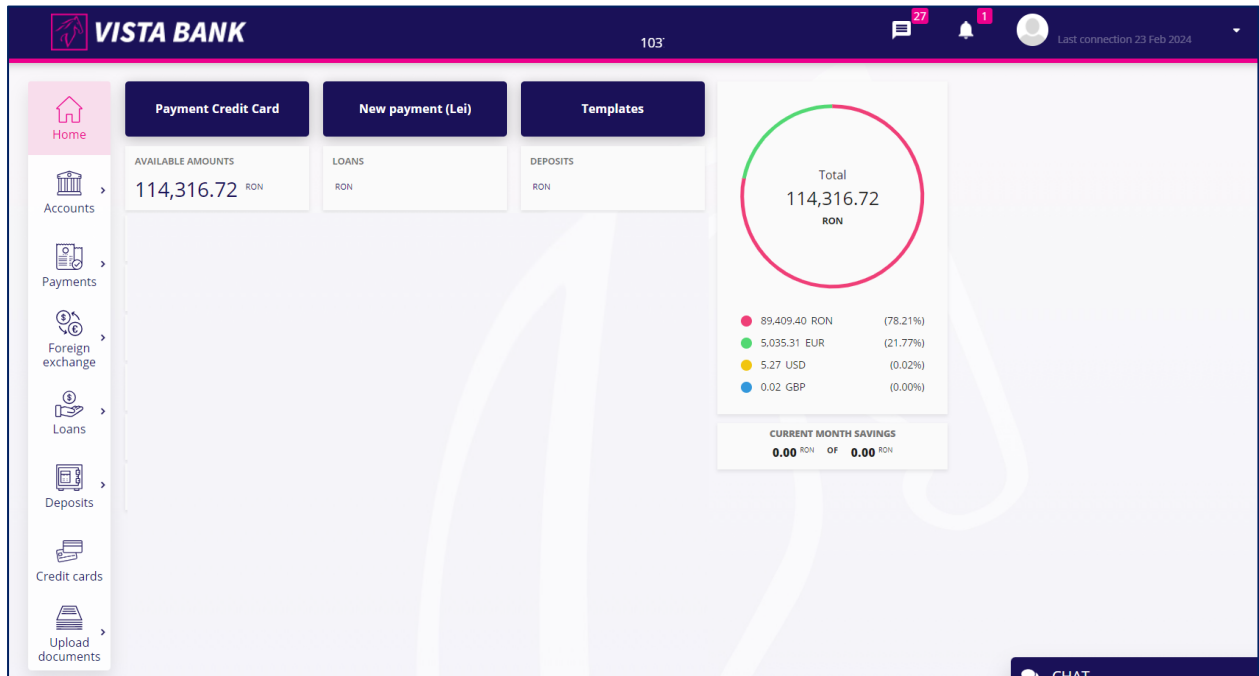 VISTA BANK
103
27
1
Last connection 23 Feb 2024
Home
Accounts
Payments
Foreign
exchange
Loans
Deposits
Credit cards
Upload
documents
Payment Credit Card
New payment (Lei)
Templates
AVAILABLE AMOUNTS
114,316.72 RON
LOANS
RON
DEPOSITS
RON
Total
114,316.72
RON
89,409.40 RON (78.21%)
5,035.31 EUR (21.77%)
5.27 USD (0.02%)
0.02 GBP (0.00%)
CURRENT MONTH SAVINGS
0.00 RON OF 0.00 RON
CHAT